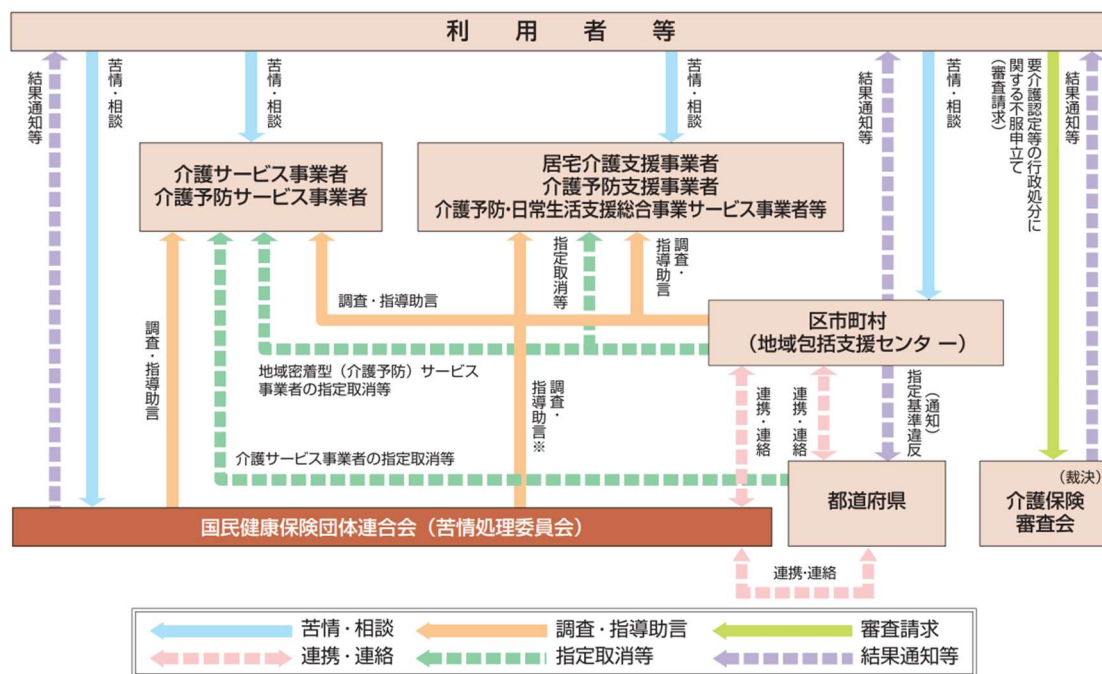 利用者等
結果通知等
苦情・相談
苦情・相談
苦情・相談
結果通知等
苦情・相談
要介護認定等の行政処分に
関する不服申立て
（審査請求）
結果通知等
介護サービス事業者
介護予防サービス事業者
居宅介護支援事業者
介護予防支援事業者
介護予防・日常生活支援総合事業サービス事業者等
調査・指導助言
調査・指導助言
指定取消等
調査・
指導助言
区市町村
（地域包括支援センター）
地域密着型（介護予防）サービス
事業者の指定取消等
調査・
指導助言※
連携・連絡
連携・連絡
（通知）
指定基準違反
介護サービス事業者の指定取消等
国民健康保険団体連合会（苦情処理委員会）
都道府県
（裁決）
介護保険
審査会
連携・連絡
苦情・相談
調査・指導助言
審査請求
連携・連絡
指定取消等
結果通知等